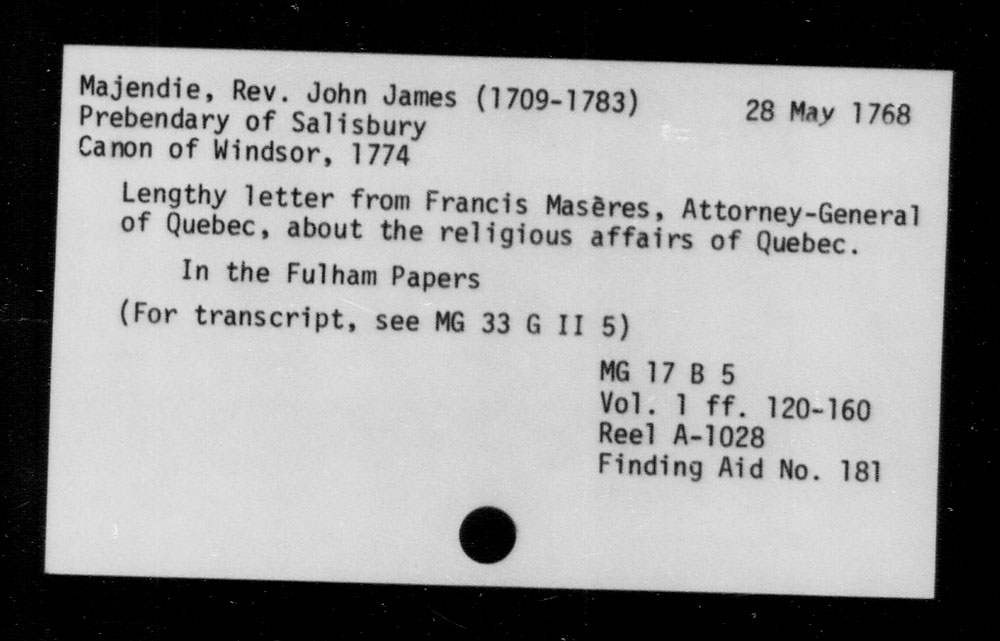 Majendie, Rev. John James (1709-1783) 28 May 1768
Prebendary of Salisbury
Canon of Windsor, 1774
Lengthy letter from Francis Masères, Attorney-General
of Quebec, about the religious affairs of Quebec.
In the Fulham Papers
(For transcript, see MG 33 G II 5)
MG 17 B 5
Vol. 1 ff. 120-160
Reel A-1028
Finding Aid No. 181